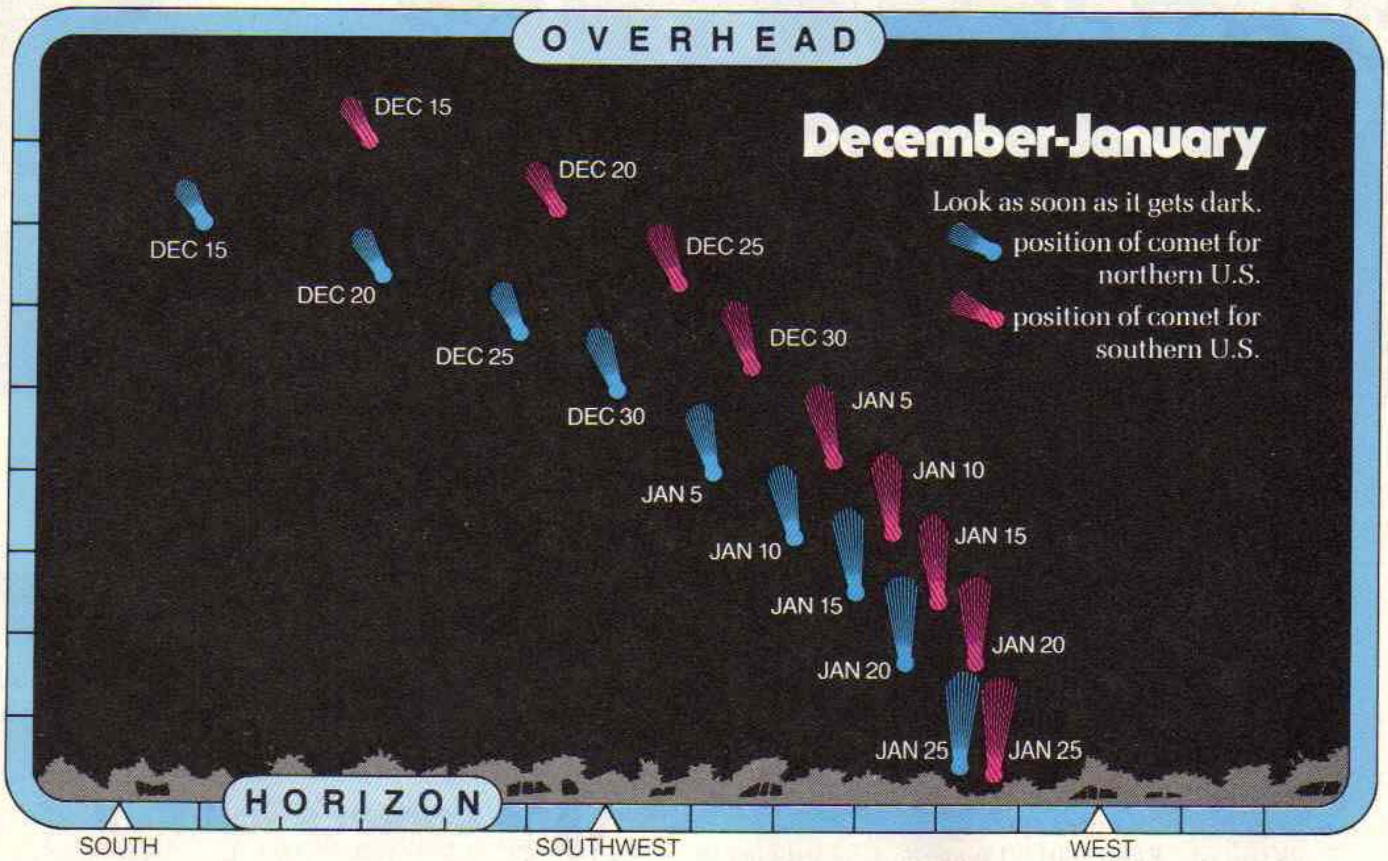 OVERHEAD
December-January
Look as soon as it gets dark.
position of comet for
northern U.S.
position of comet for
southern U.S.
DEC 15
DEC 20
DEC 15
DEC 25
DEC 20
DEC 30
DEC 25
JAN 5
DEC 30
JAN 10
JAN 5
JAN 15
JAN 10
JAN 15
JAN 20
JAN 20
JAN 25
JAN 25
HORIZON
SOUTH
SOUTHWEST
WEST